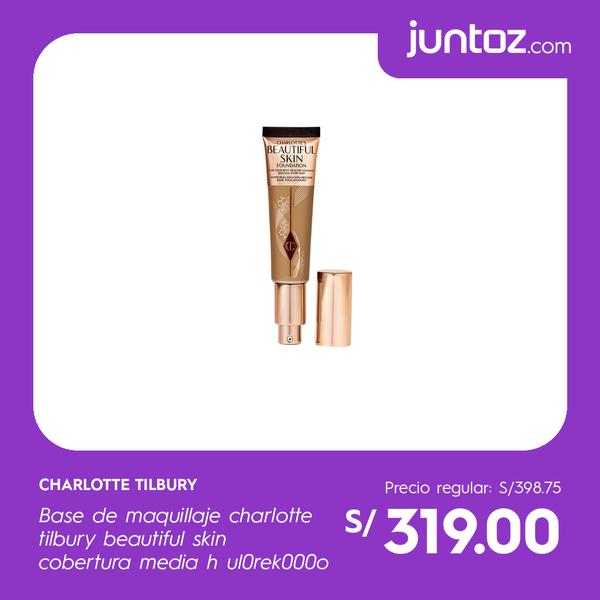 juntoz.com
CHARLOTTE'S
BEAUTIFUL
SKIN
FOUNDATION
CHARLOTTE TILBURY
Base de maquillaje charlotte
tilbury beautiful skin
cobertura media h ul0rek000o
Precio regular: S/398.75
S/ 319.00